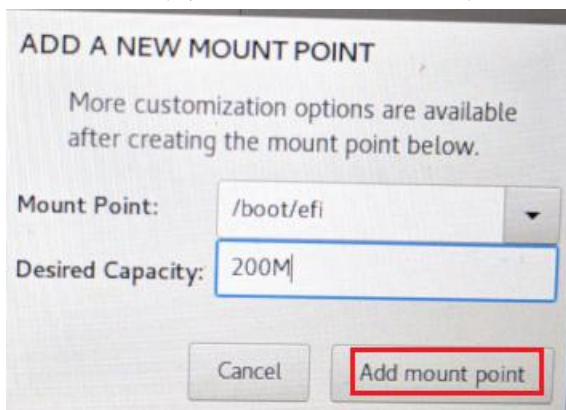 ADD A NEW MOUNT POINT
More customization options are available
after creating the mount point below.
Mount Point: /boot/efi
Desired Capacity: 200M
Cancel Add mount point